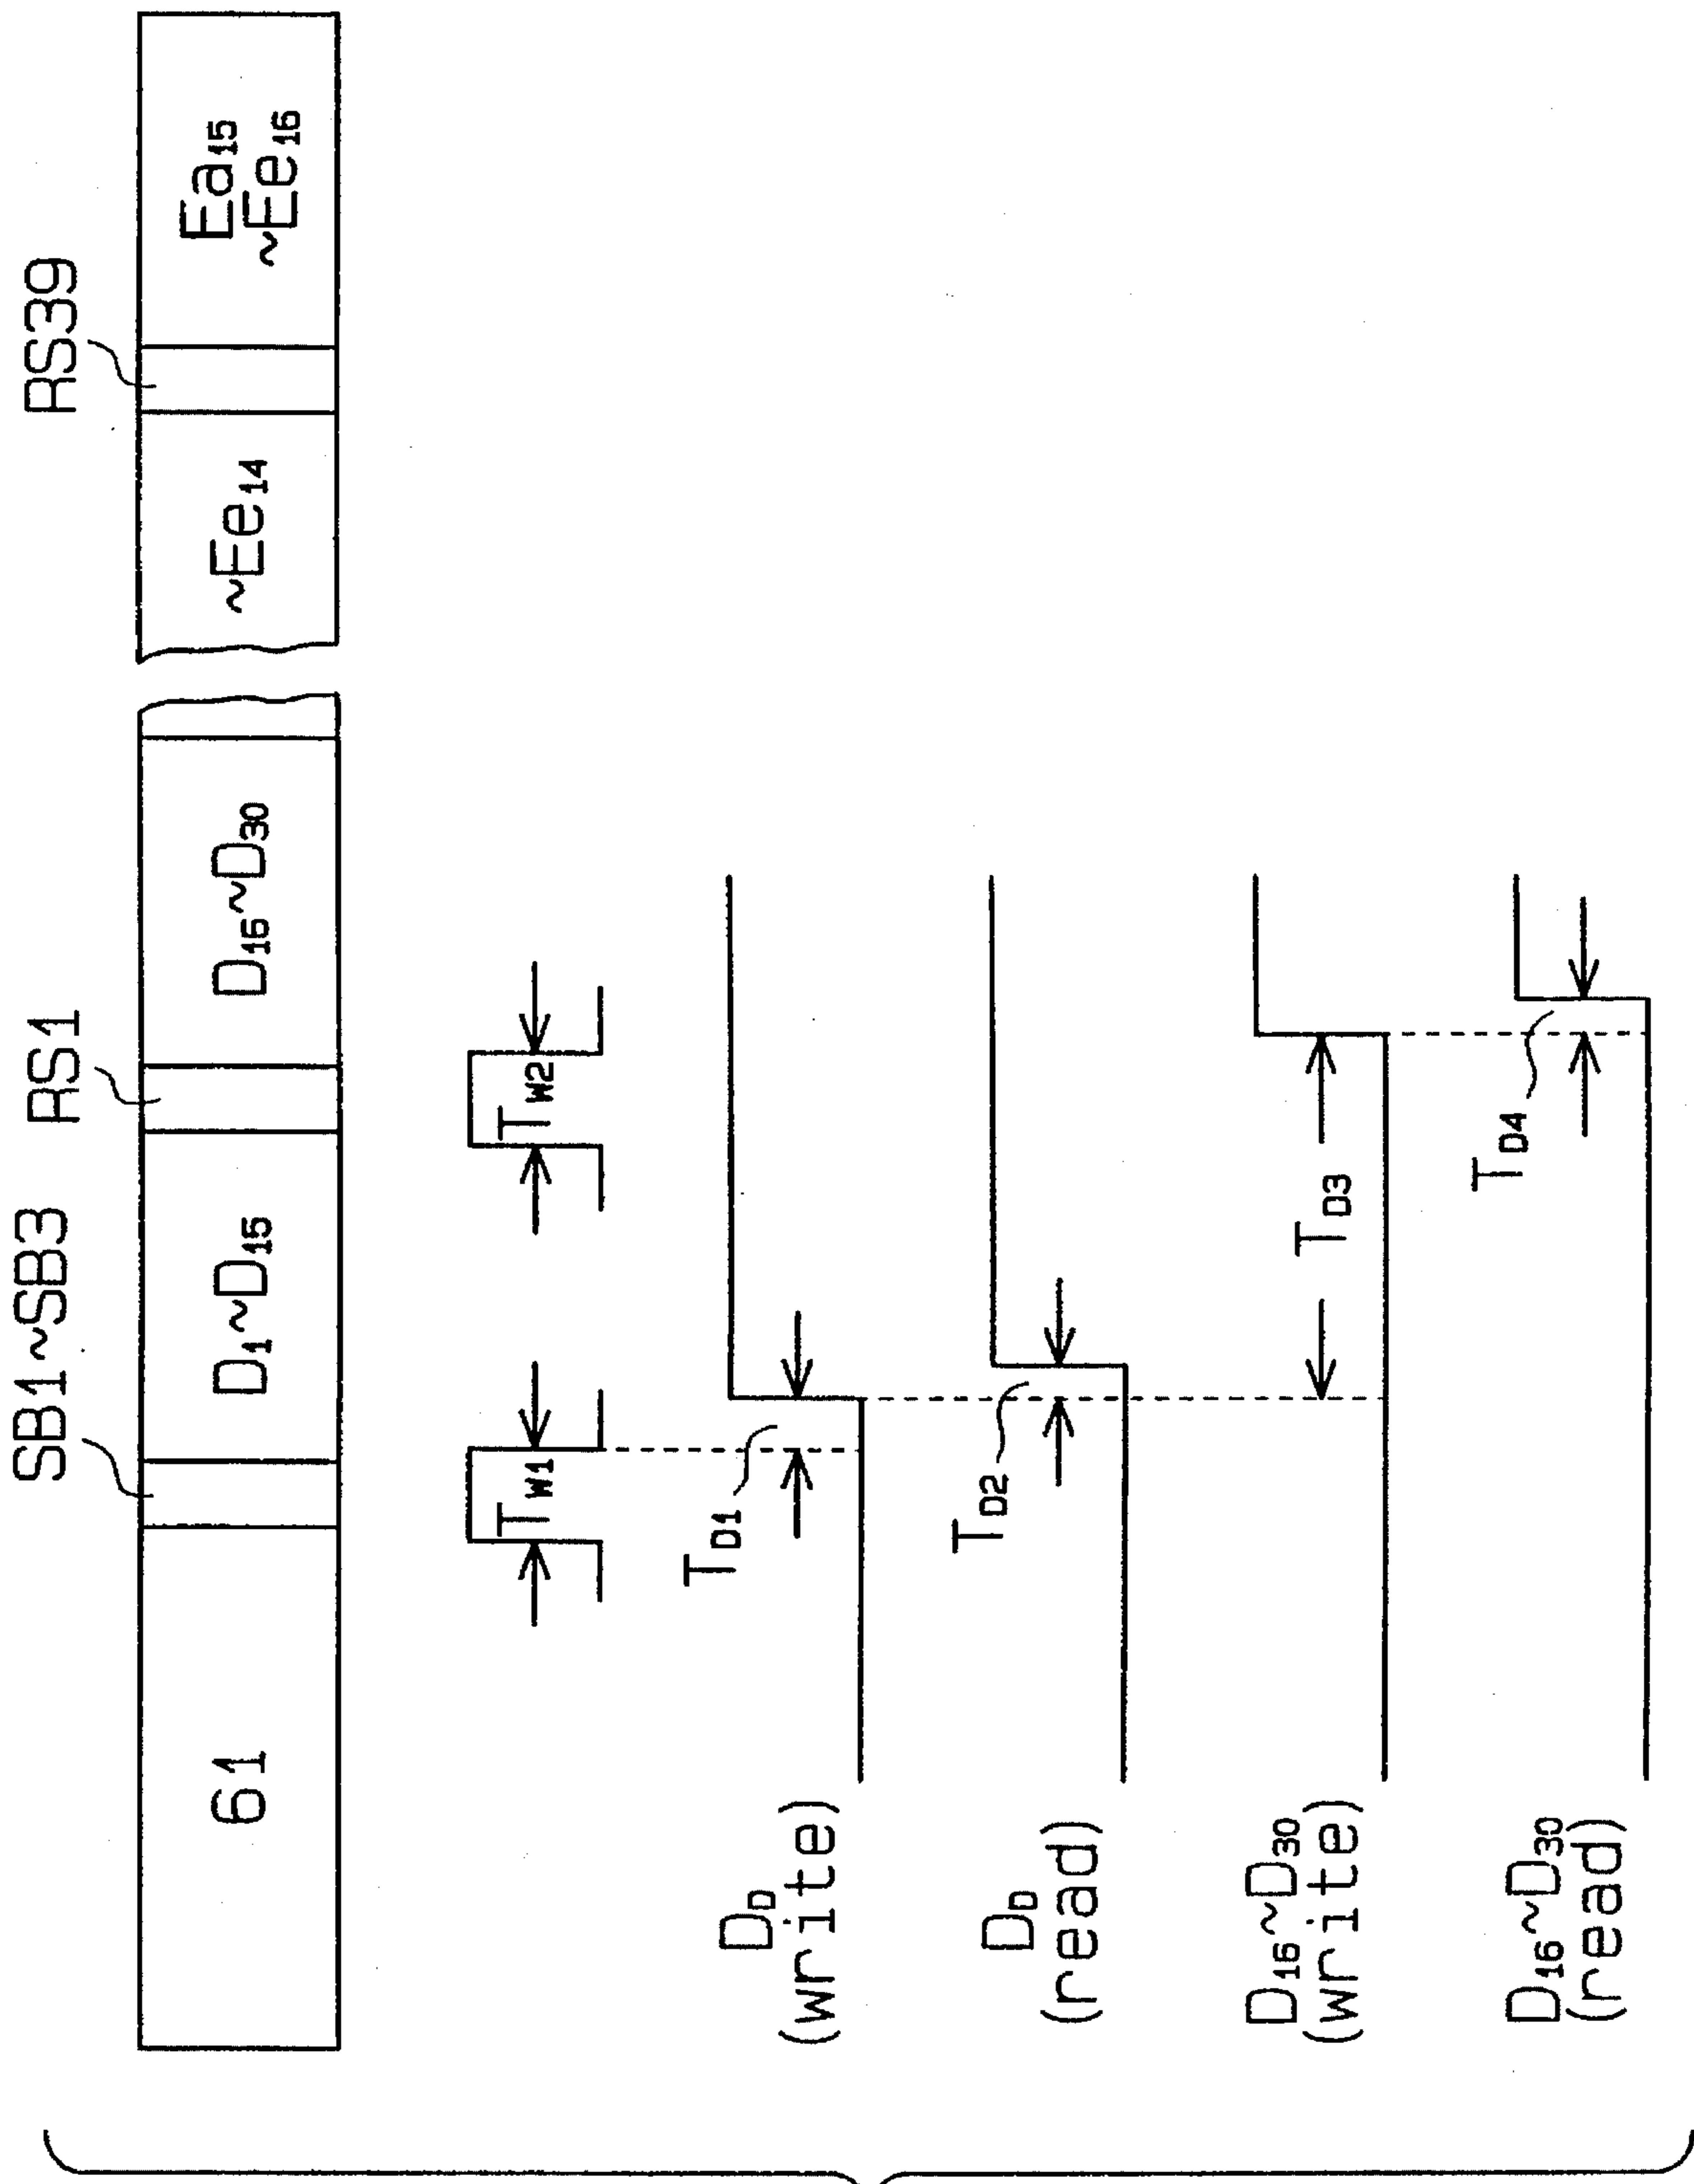 SB1~SB3
RS1
RS39
61
D1~D15
D16~D30
~Ee14
Ea15
~Ee16
TW1
TW2
DD
(write)
TD1
DD
(read)
TD2
D16~D30
(write)
TD3
D16~D30
(read)
TD4